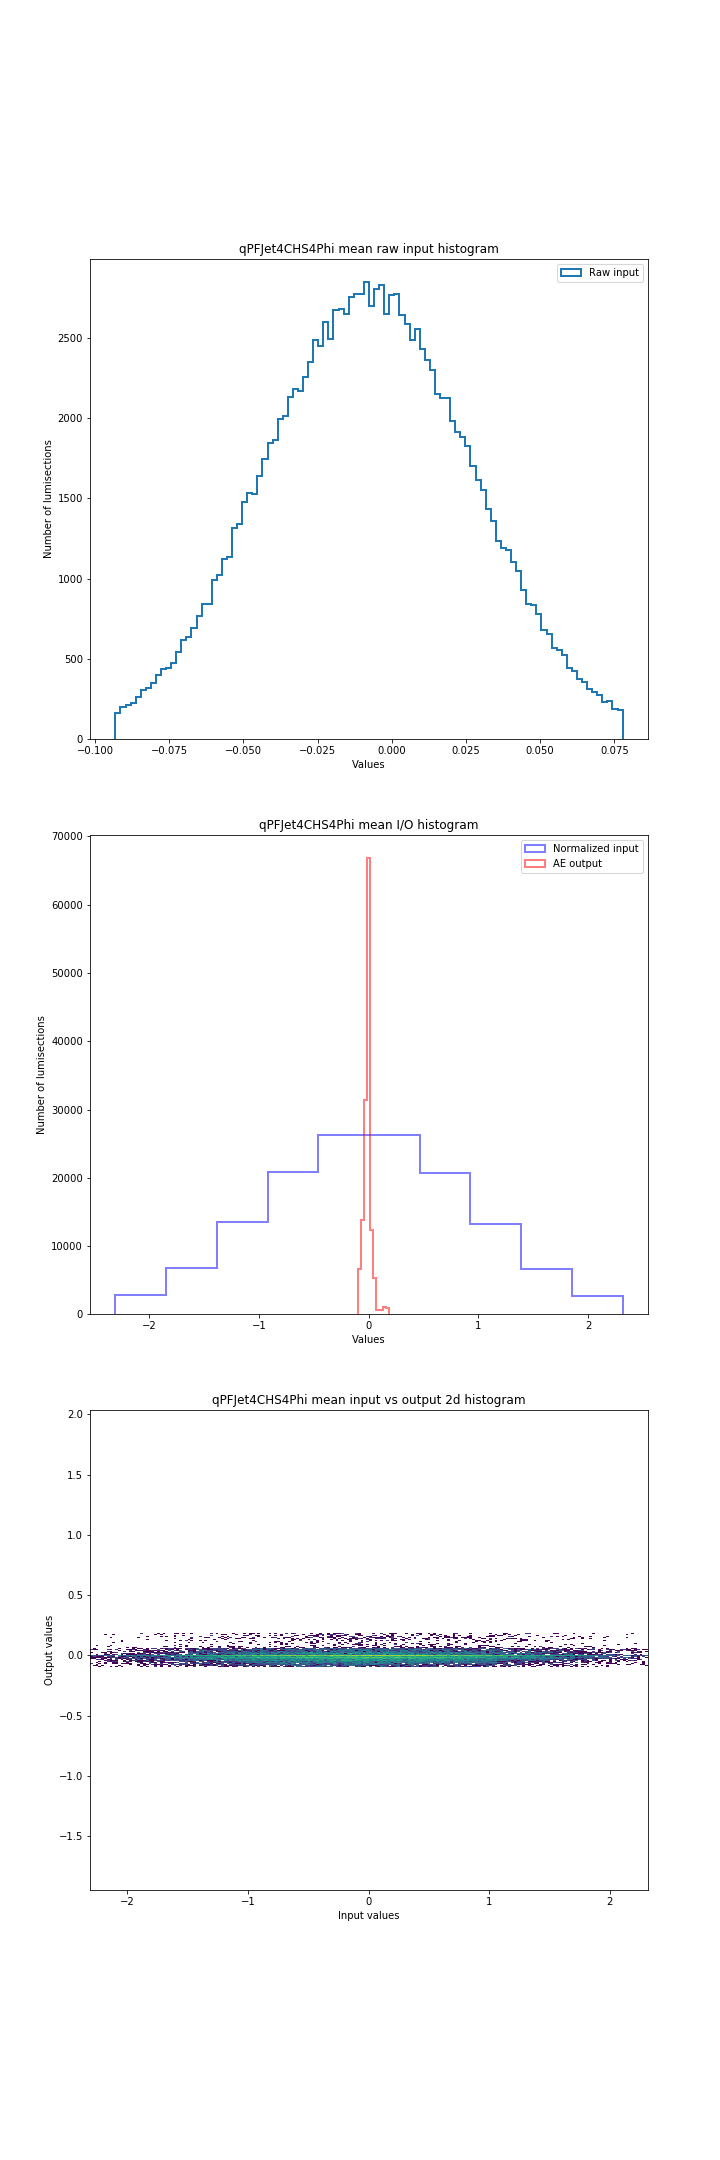 qPFJet4CHS4Phi mean raw input histogram
Raw input
Number of lumisections
2500
2000
1500
1000
500
0
−0.100 −0.075 −0.050 −0.025 0.000 0.025 0.050 0.075
Values
qPFJet4CHS4Phi mean I/O histogram
Normalized input
AE output
Number of lumisections
70000
60000
50000
40000
30000
20000
10000
0
−2 −1 0 1 2
Values
qPFJet4CHS4Phi mean input vs output 2d histogram
Output values
2.0
1.5
1.0
0.5
0.0
−0.5
−1.0
−1.5
−2 −1 0 1 2
Input values